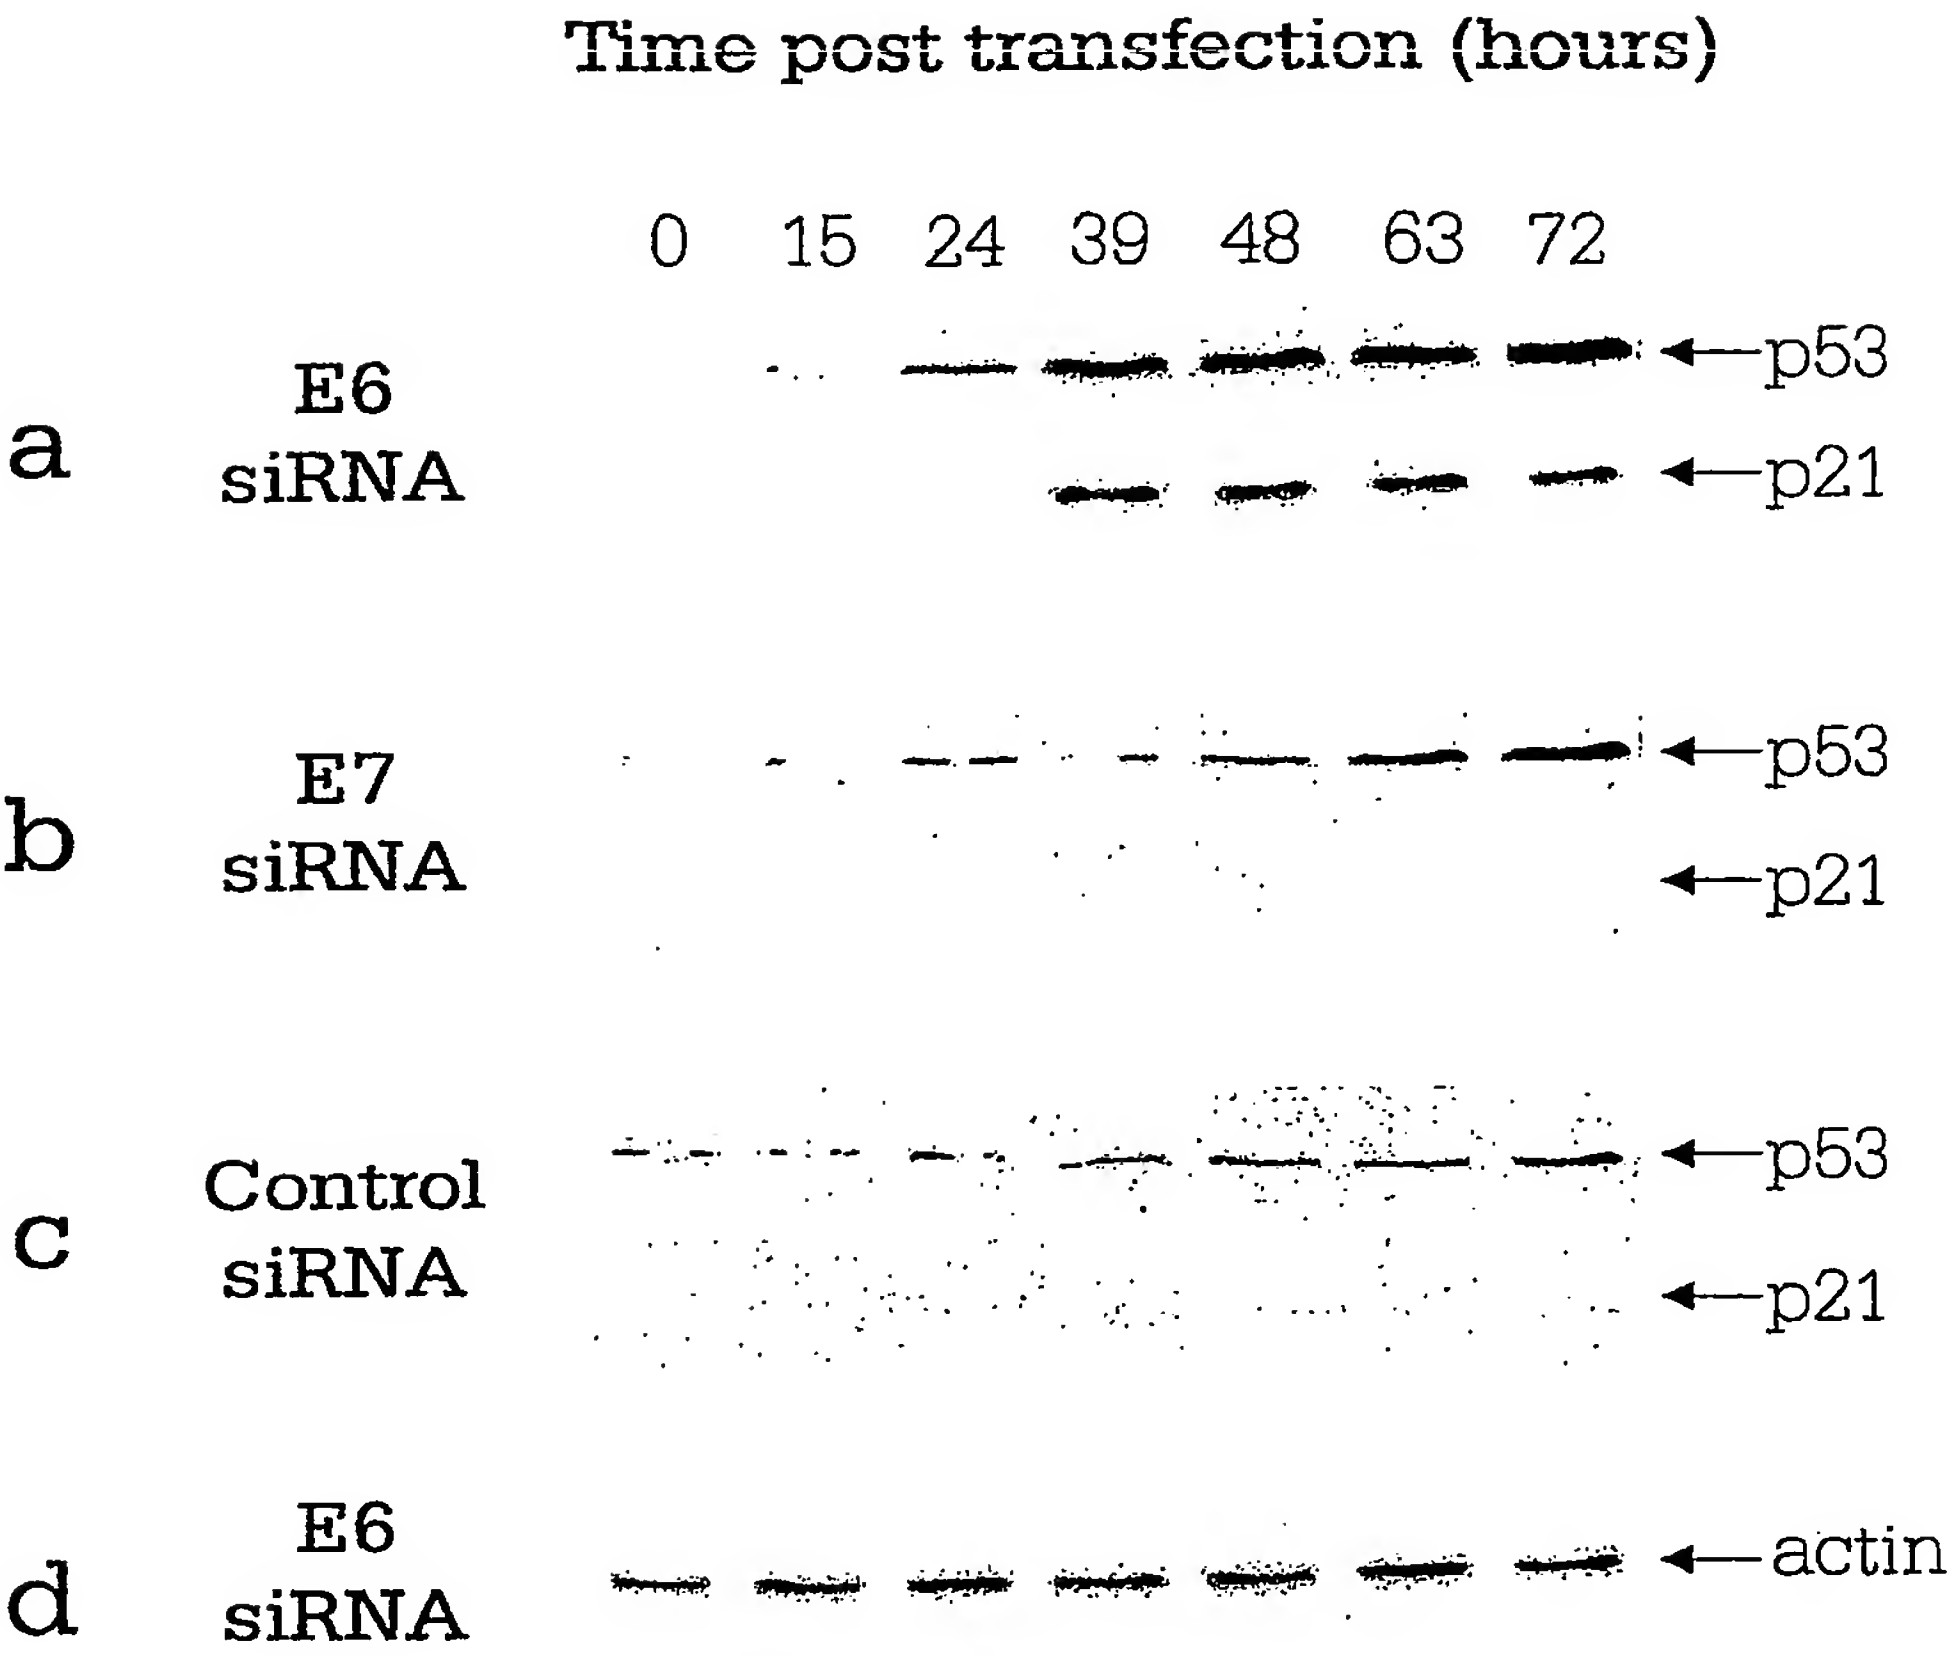 Time post transfection (hours)
0 15 24 39 48 63 72
a
E6
siRNA
p53
p21
b
E7
siRNA
p53
p21
c
Control
siRNA
p53
p21
d
E6
siRNA
actin